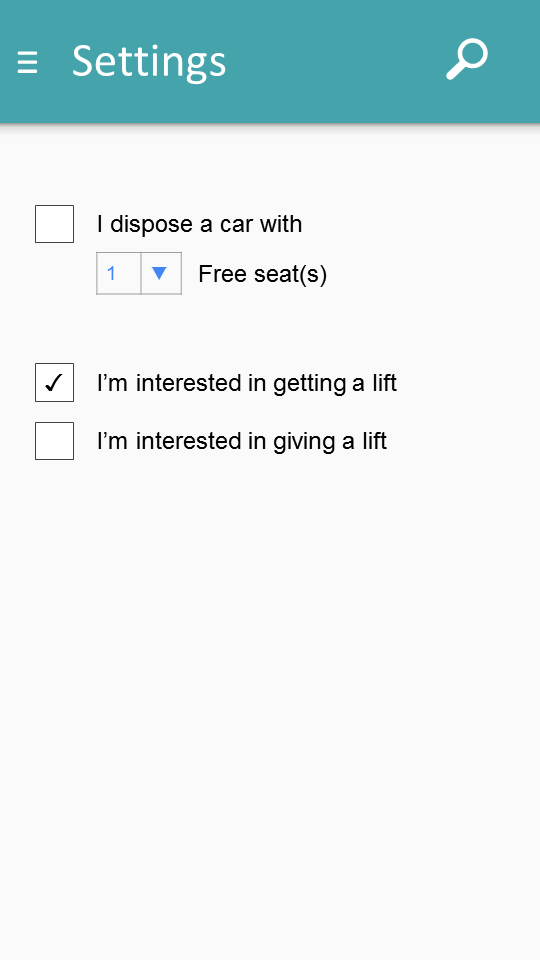 Settings
I dispose a car with
1 Free seat(s)
I’m interested in getting a lift
I’m interested in giving a lift